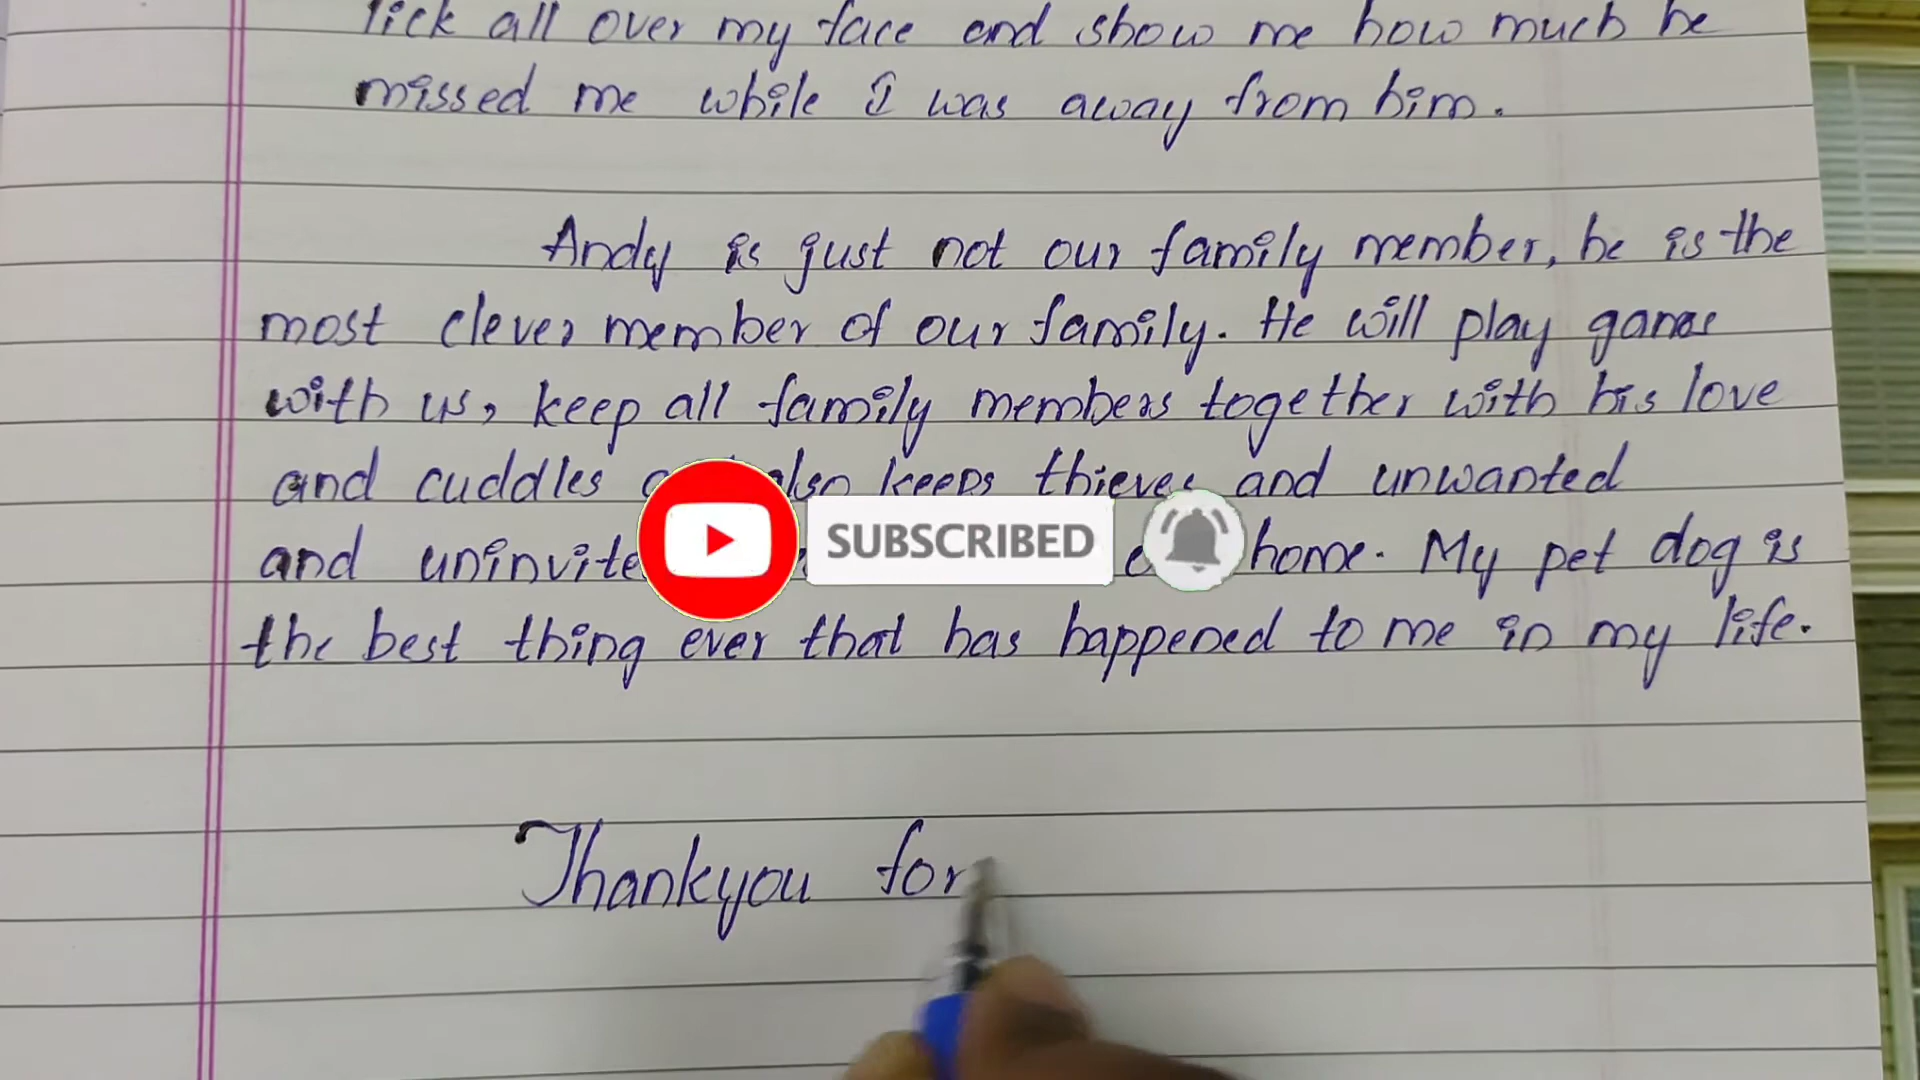 lick all over my face and show me how much he
missed me while I was away from him.
Andy is just not our family member, he is the
most clever member of our family. He will play games
with us, keep all family members together with his love
and cuddles also keeps thieves and unwanted
and uninvite home. My pet dog is
SUBSCRIBED
the best thing ever that has happened to me in my life.
Thankyou for